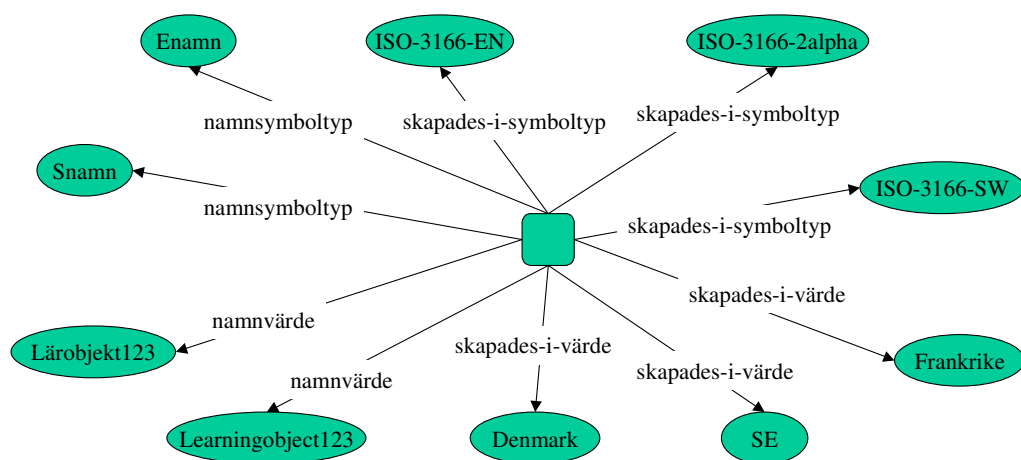 Enamn
ISO-3166-EN
ISO-3166-2alpha
namnsymboltyp
skapades-i-symboltyp
skapades-i-symboltyp
Snamn
ISO-3166-SW
namnsymboltyp
skapades-i-symboltyp
skapades-i-värde
namnvärde
skapades-i-värde
Lärobjekt123
Frankrike
namnvärde
skapades-i-värde
Learningobject123
Denmark
SE